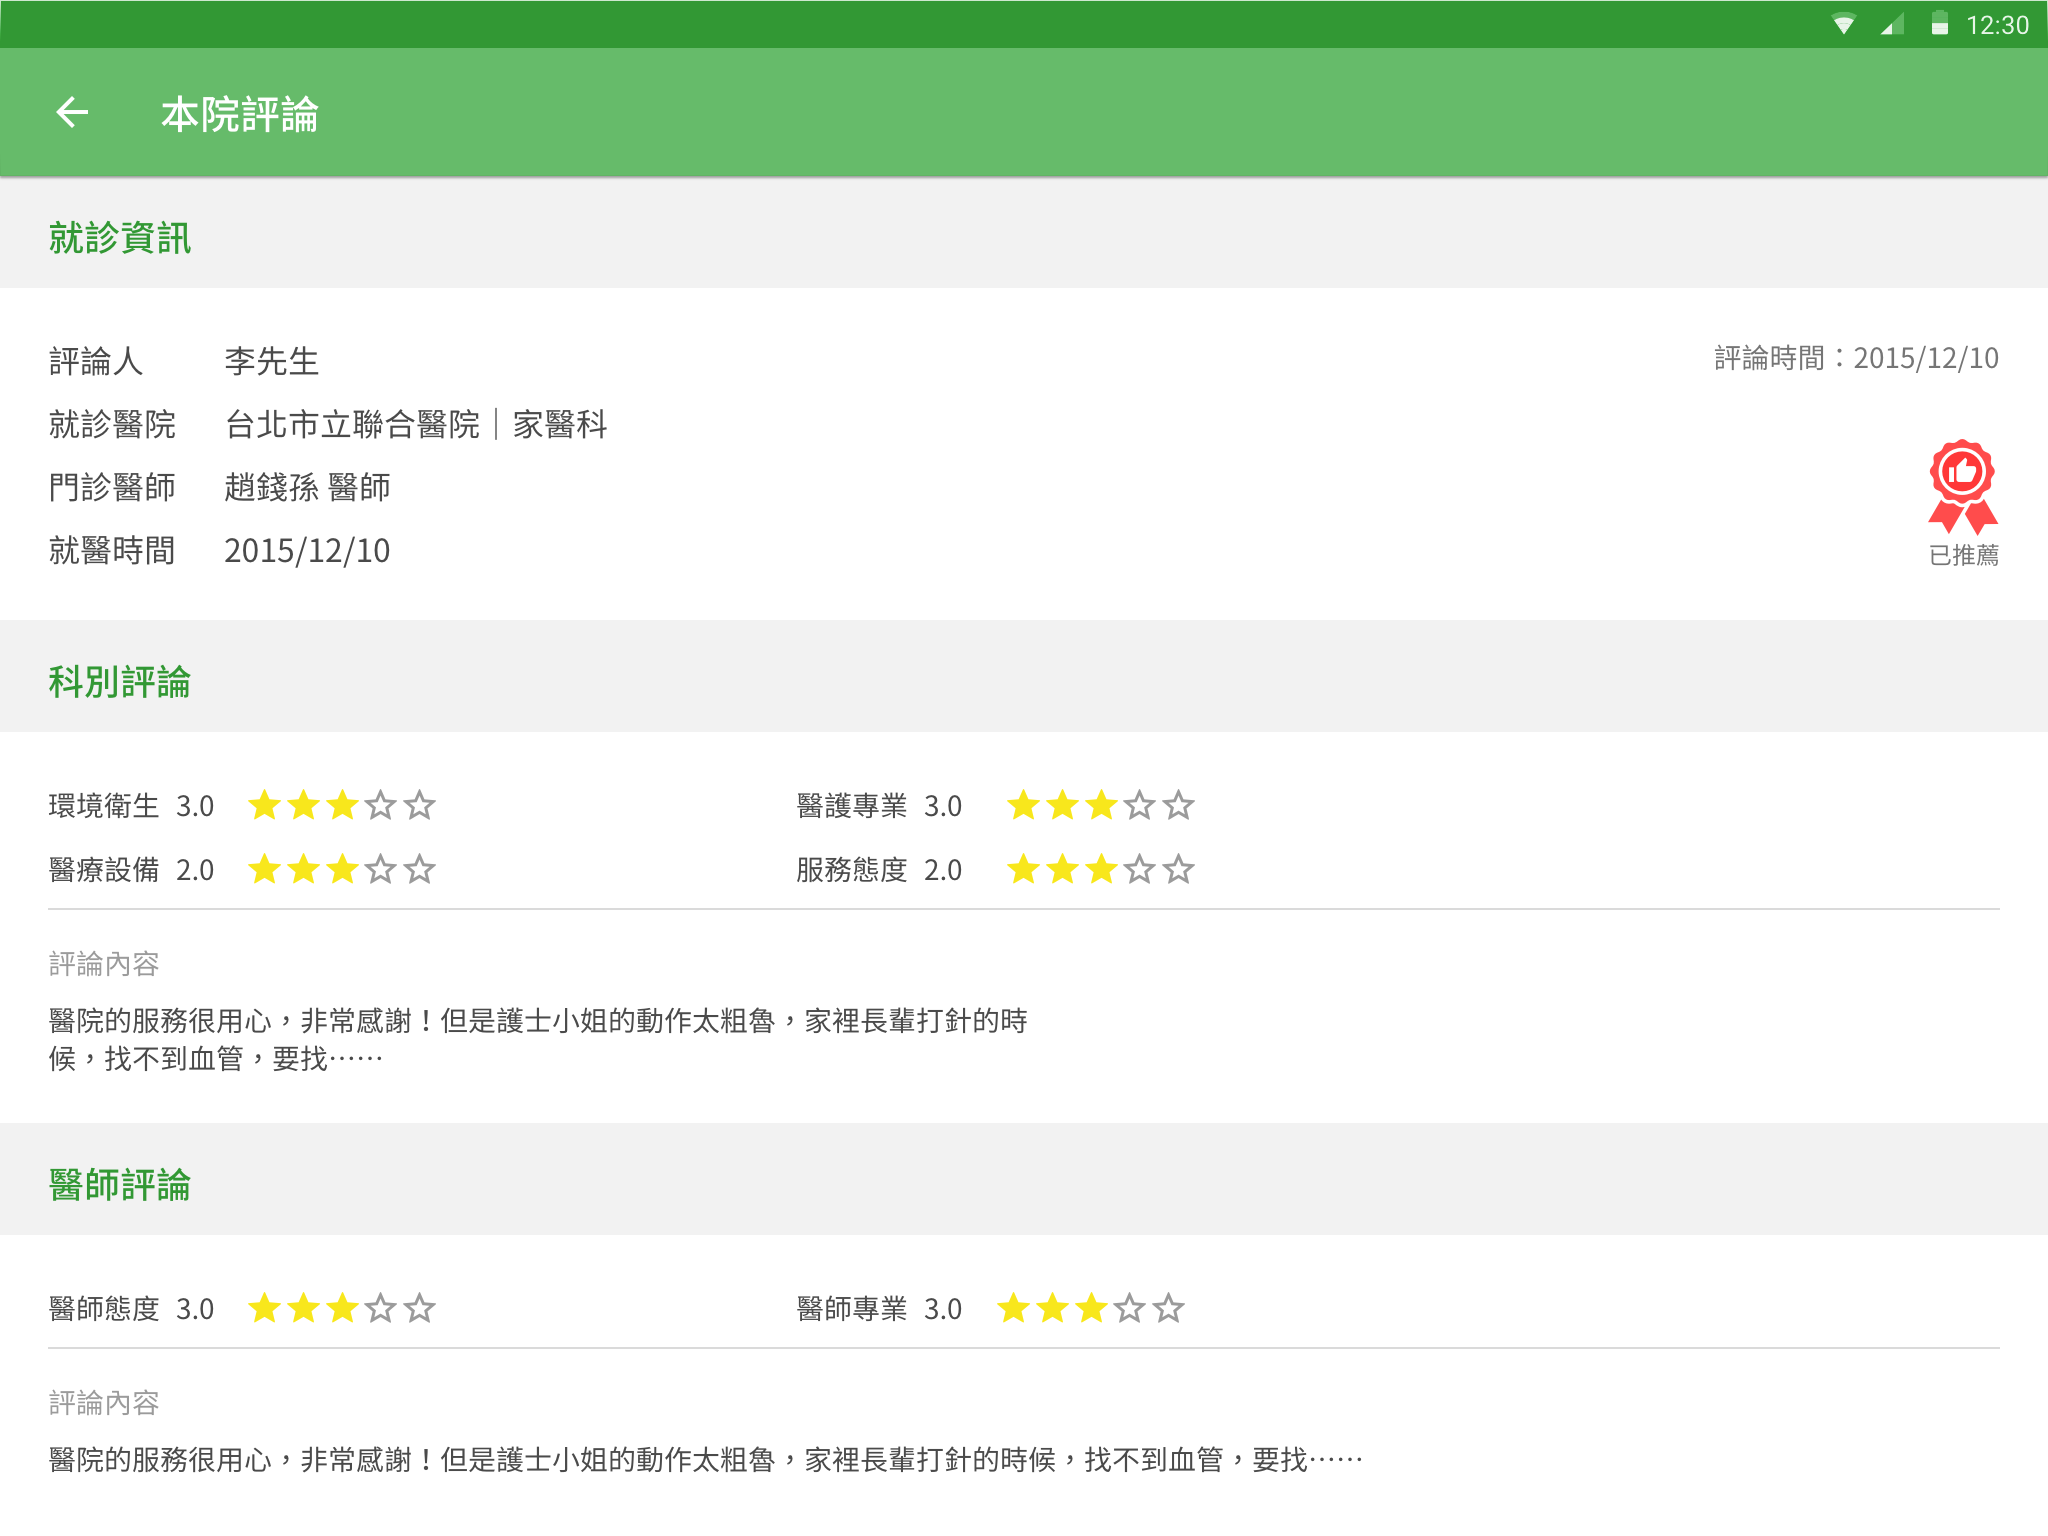 12:30
本院評論
就診資訊
評論人 李先生
評論時間：2015/12/10
就診醫院 台北市立聯合醫院｜家醫科
門診醫師 趙錢孫 醫師
就醫時間 2015/12/10
已推薦
科別評論
環境衛生 3.0 醫護專業 3.0
醫療設備 2.0 服務態度 2.0
評論內容
醫院的服務很用心，非常感謝！但是護士小姐的動作太粗魯，家裡長輩打針的時
候，找不到血管，要找……
醫師評論
醫師態度 3.0 醫師專業 3.0
評論內容
醫院的服務很用心，非常感謝！但是護士小姐的動作太粗魯，家裡長輩打針的時候，找不到血管，要找……